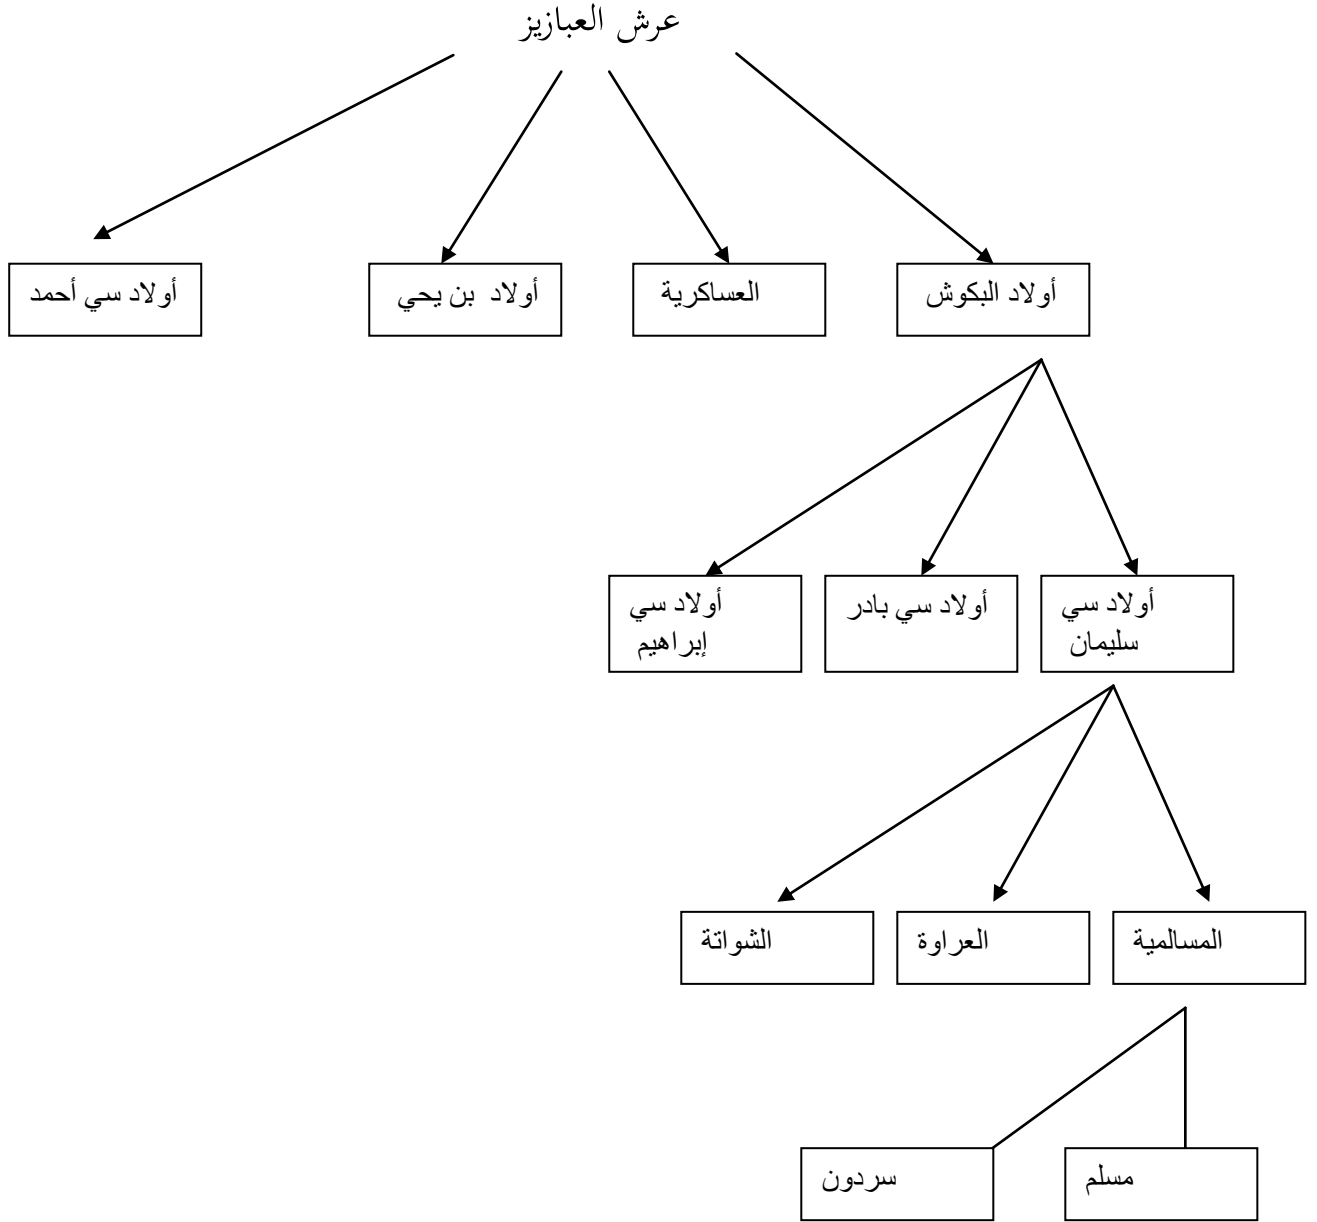 عرش العبازيز
أولاد البكوش
العساكرية
أولاد بن يحي
أولاد سي أحمد
أولاد سي
سليمان
أولاد سي بادر
أولاد سي
إبراهيم
المسالمية
العراوة
الشواتة
مسلم
سردون